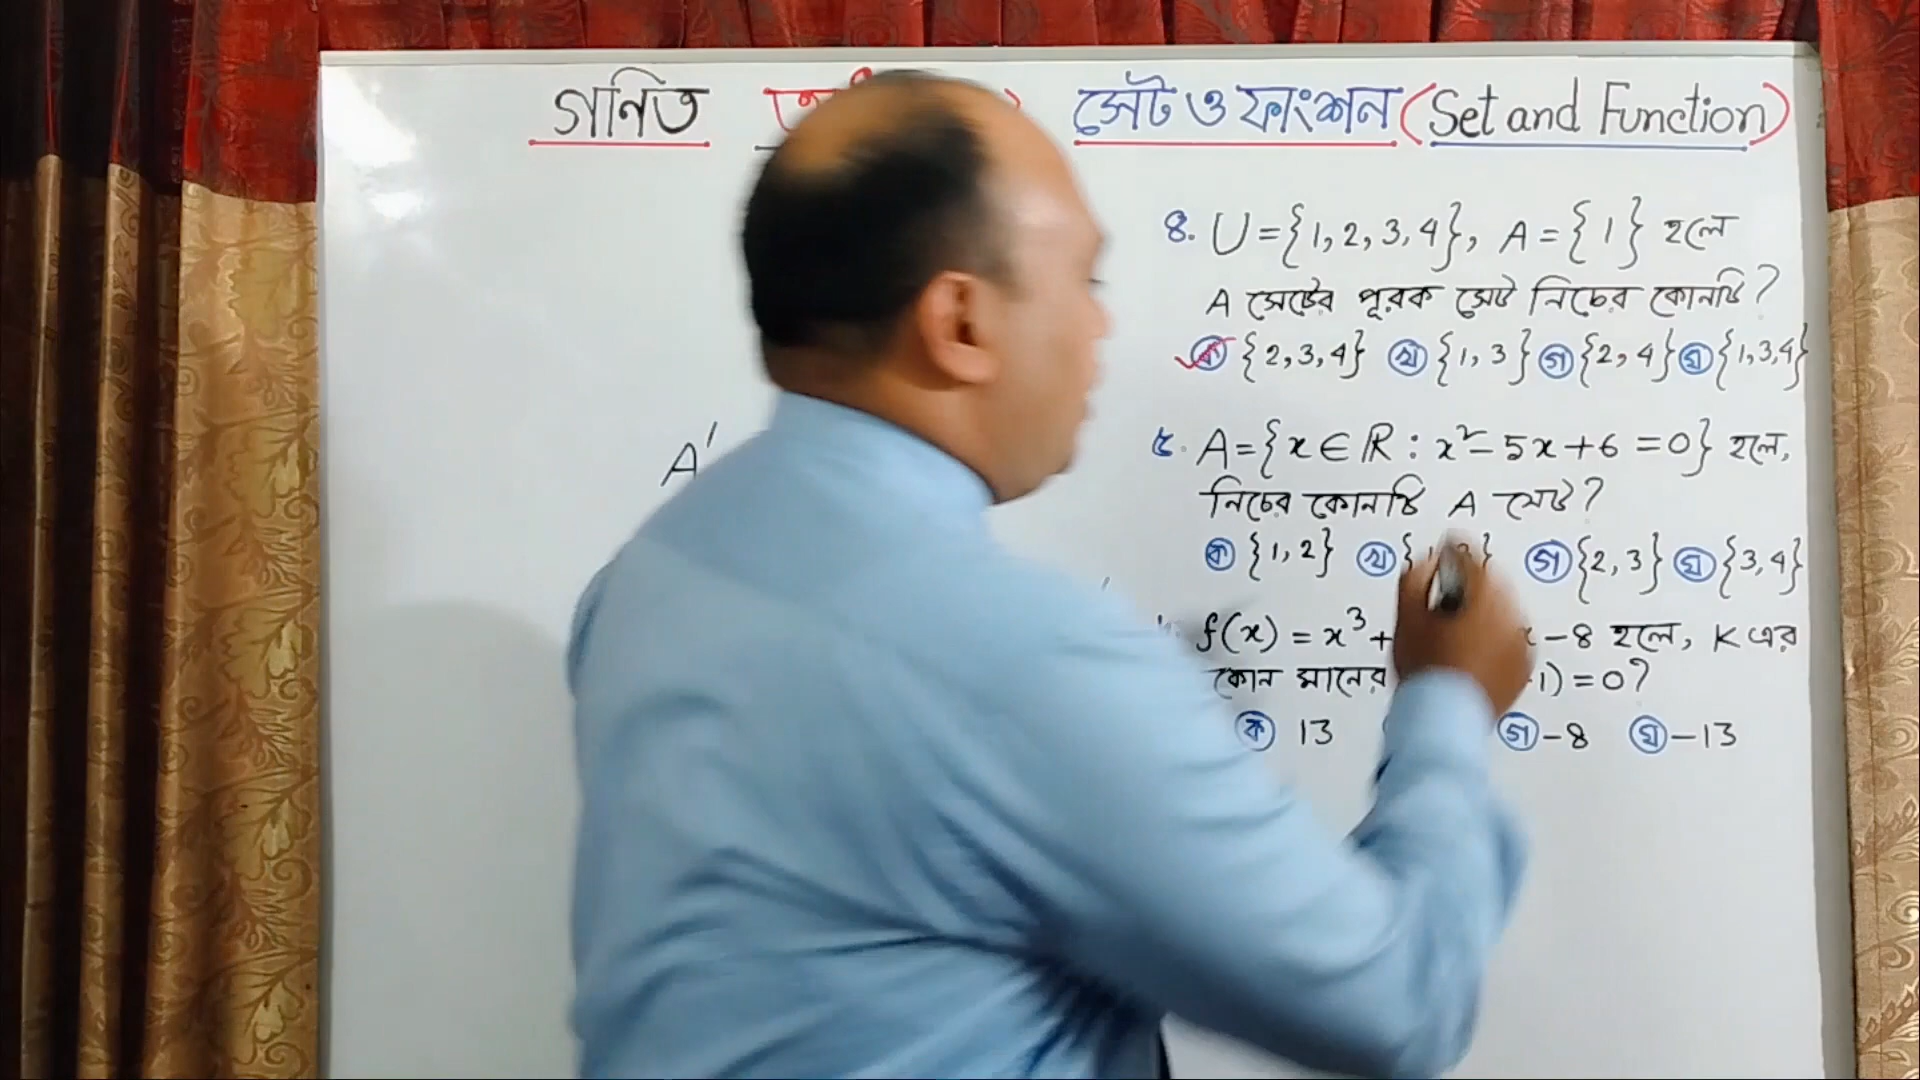 গনিত সেট ও ফাংশন (Set and Function)
৪. U={1,2,3,4}, A={1} হলে
A সেটের পূরক সেট নিচের কোনটি?
ক {2,3,4} খ {1,3} গ {2,4} ঘ {1,3,4}
A′
৫. A={x∈R : x²-5x+6=0} হলে,
নিচের কোনটি A সেট?
ক {1,2} খ গ {2,3} ঘ {3,4}
f(x) = x³+ x-8 হলে, K এর
কোন মানের 1)=0?
ক 13 গ -8 ঘ -13